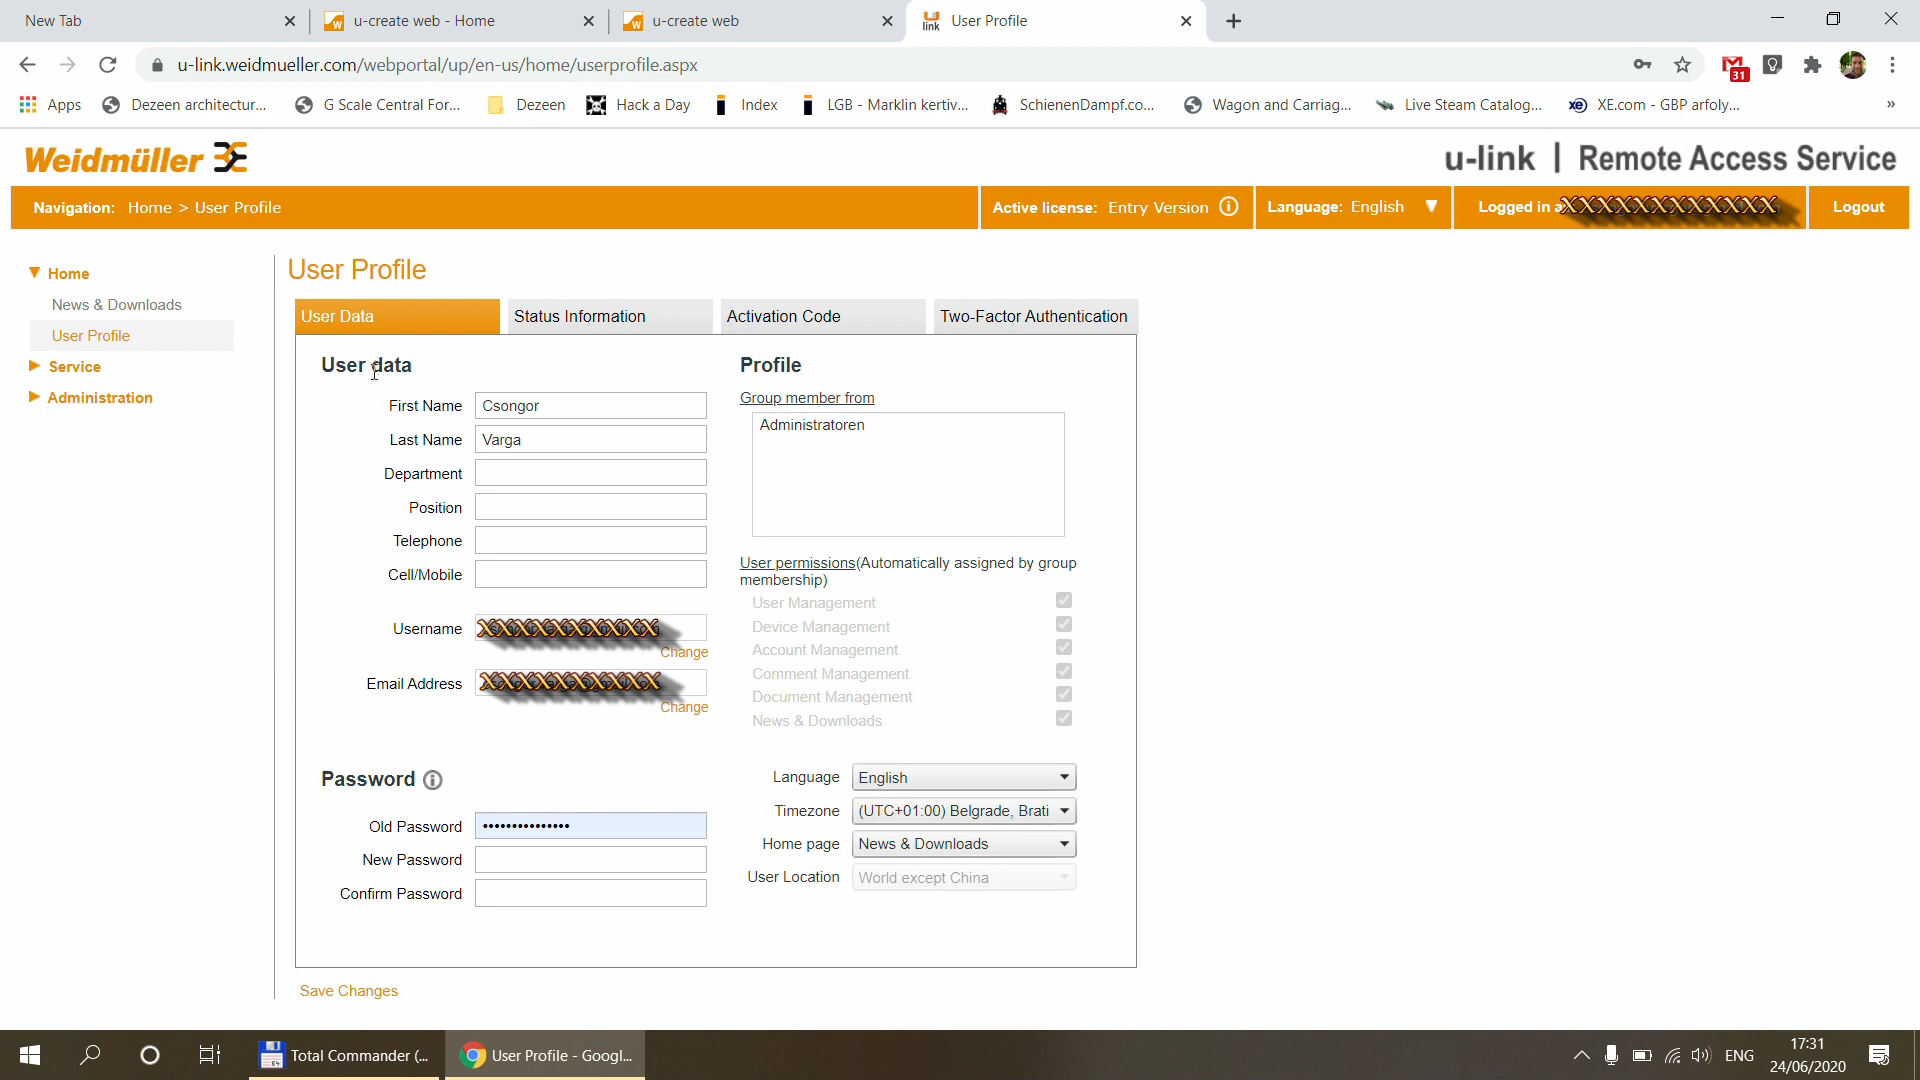 New Tab
u-create web - Home
u-create web
User Profile
u-link.weidmueller.com/webportal/up/en-us/home/userprofile.aspx
31
Apps
Dezeen architectur...
G Scale Central For...
Dezeen
Hack a Day
Index
LGB - Marklin kertiv...
SchienenDampf.co...
Wagon and Carriag...
Live Steam Catalog...
XE.com - GBP arfoly...
»
Weidmüller
u-link | Remote Access Service
Navigation: Home > User Profile
Active license: Entry Version
Language: English
Logged in a XXXXXXXXXXXX
Logout
Home
News & Downloads
User Profile
Service
Administration
User Profile
User Data
Status Information
Activation Code
Two-Factor Authentication
User data
First Name Csongor
Last Name Varga
Department
Position
Telephone
Cell/Mobile
Username XXXXXXXXXX
Change
Email Address XXXXXXXXXX
Change
Password
Old Password •••••••••••••••
New Password
Confirm Password
Profile
Group member from
Administratoren
User permissions(Automatically assigned by group
membership)
User Management
Device Management
Account Management
Comment Management
Document Management
News & Downloads
Language English
Timezone (UTC+01:00) Belgrade, Brati
Home page News & Downloads
User Location World except China
Save Changes
Total Commander (...
User Profile - Googl...
ENG
17:31
24/06/2020